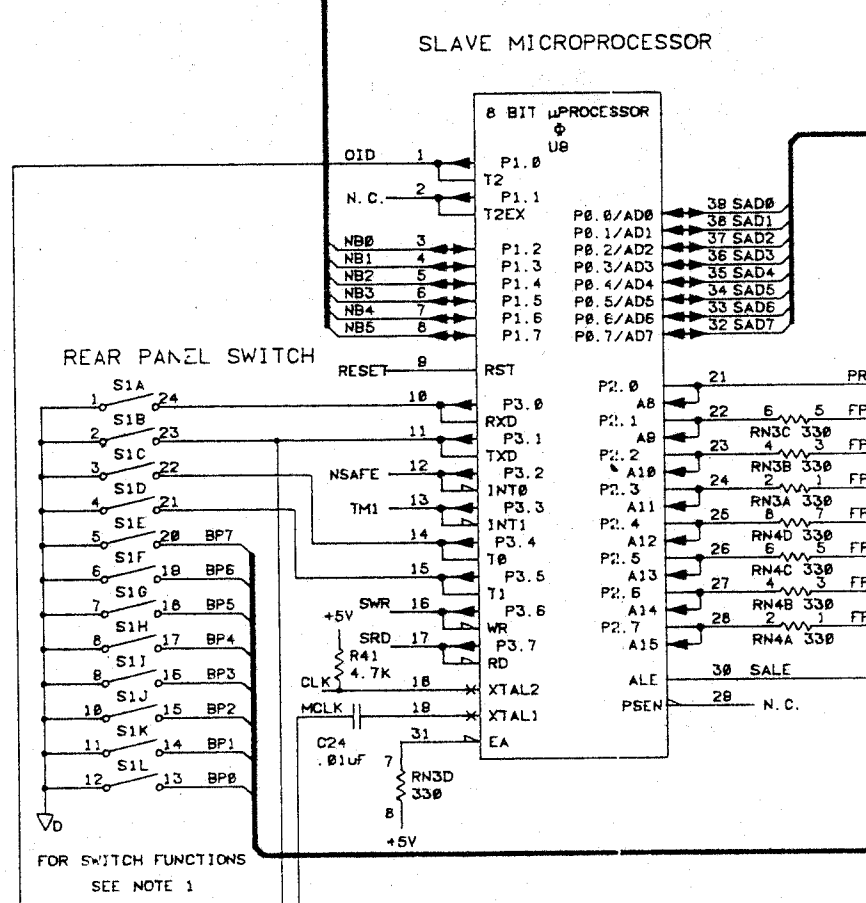 SLAVE MICROPROCESSOR
8 BIT µPROCESSOR
Φ
U8
OID 1 P1.0
T2
N.C. 2 P1.1
T2EX
NB0 3 P1.2
NB1 4 P1.3
NB2 5 P1.4
NB3 6 P1.5
NB4 7 P1.6
NB5 8 P1.7
P0.0/AD0 39 SAD0
P0.1/AD1 38 SAD1
P0.2/AD2 37 SAD2
P0.3/AD3 36 SAD3
P0.4/AD4 35 SAD4
P0.5/AD5 34 SAD5
P0.6/AD6 33 SAD6
P0.7/AD7 32 SAD7
REAR PANEL SWITCH
RESET 9 RST
S1A
1 24 10 P3.0
RXD
S1B
2 23 11 P3.1
TXD
S1C
3 22 NSAFE 12 P3.2
INT0
S1D
4 21 TM1 13 P3.3
INT1
S1E
5 20 BP7 14 P3.4
T0
S1F
6 19 BP6 15 P3.5
T1
S1G
7 18 BP5 SWR 16 P3.6
WR
S1H
8 17 BP4 SRD 17 P3.7
RD
S1I
9 16 BP3
S1J
10 15 BP2
S1K
11 14 BP1
S1L
12 13 BP0
+5V
R41
4.7K
CLK 18 XTAL2
MCLK 19 XTAL1
C24
.01uF
31 EA
7
RN3D
330
8
+5V
P2.0 21 PR
A8
P2.1 22 6 5 FP
A9 RN3C 330
P2.2 23 4 3 FP
A10 RN3B 330
P2.3 24 2 1 FP
A11 RN3A 330
P2.4 25 8 7 FP
A12 RN4D 330
P2.5 26 6 5 FP
A13 RN4C 330
P2.6 27 4 3 FP
A14 RN4B 330
P2.7 28 2 1 FP
A15 RN4A 330
ALE 30 SALE
PSEN 29 N.C.
D
FOR SWITCH FUNCTIONS
SEE NOTE 1